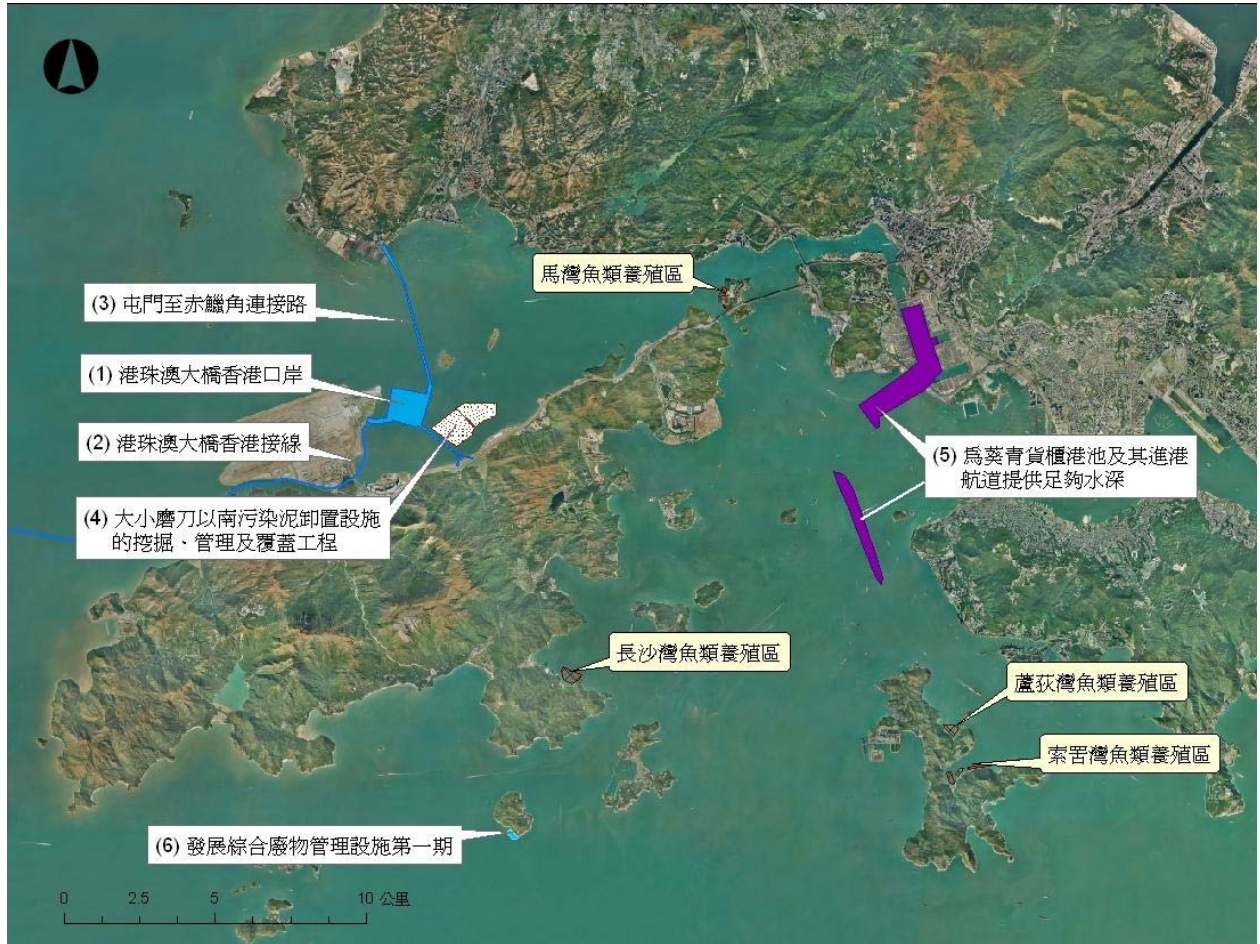 馬灣魚類養殖區
(3) 屯門至赤鱲角連接路
(1) 港珠澳大橋香港口岸
(2) 港珠澳大橋香港接線
(4) 大小磨刀以南污染泥卸置設施
的挖掘、管理及覆蓋工程
(5) 為葵青貨櫃港池及其進港
航道提供足夠水深
長沙灣魚類養殖區
蘆荻灣魚類養殖區
索罟灣魚類養殖區
(6) 發展綜合廢物管理設施第一期
0 2.5 5 10 公里